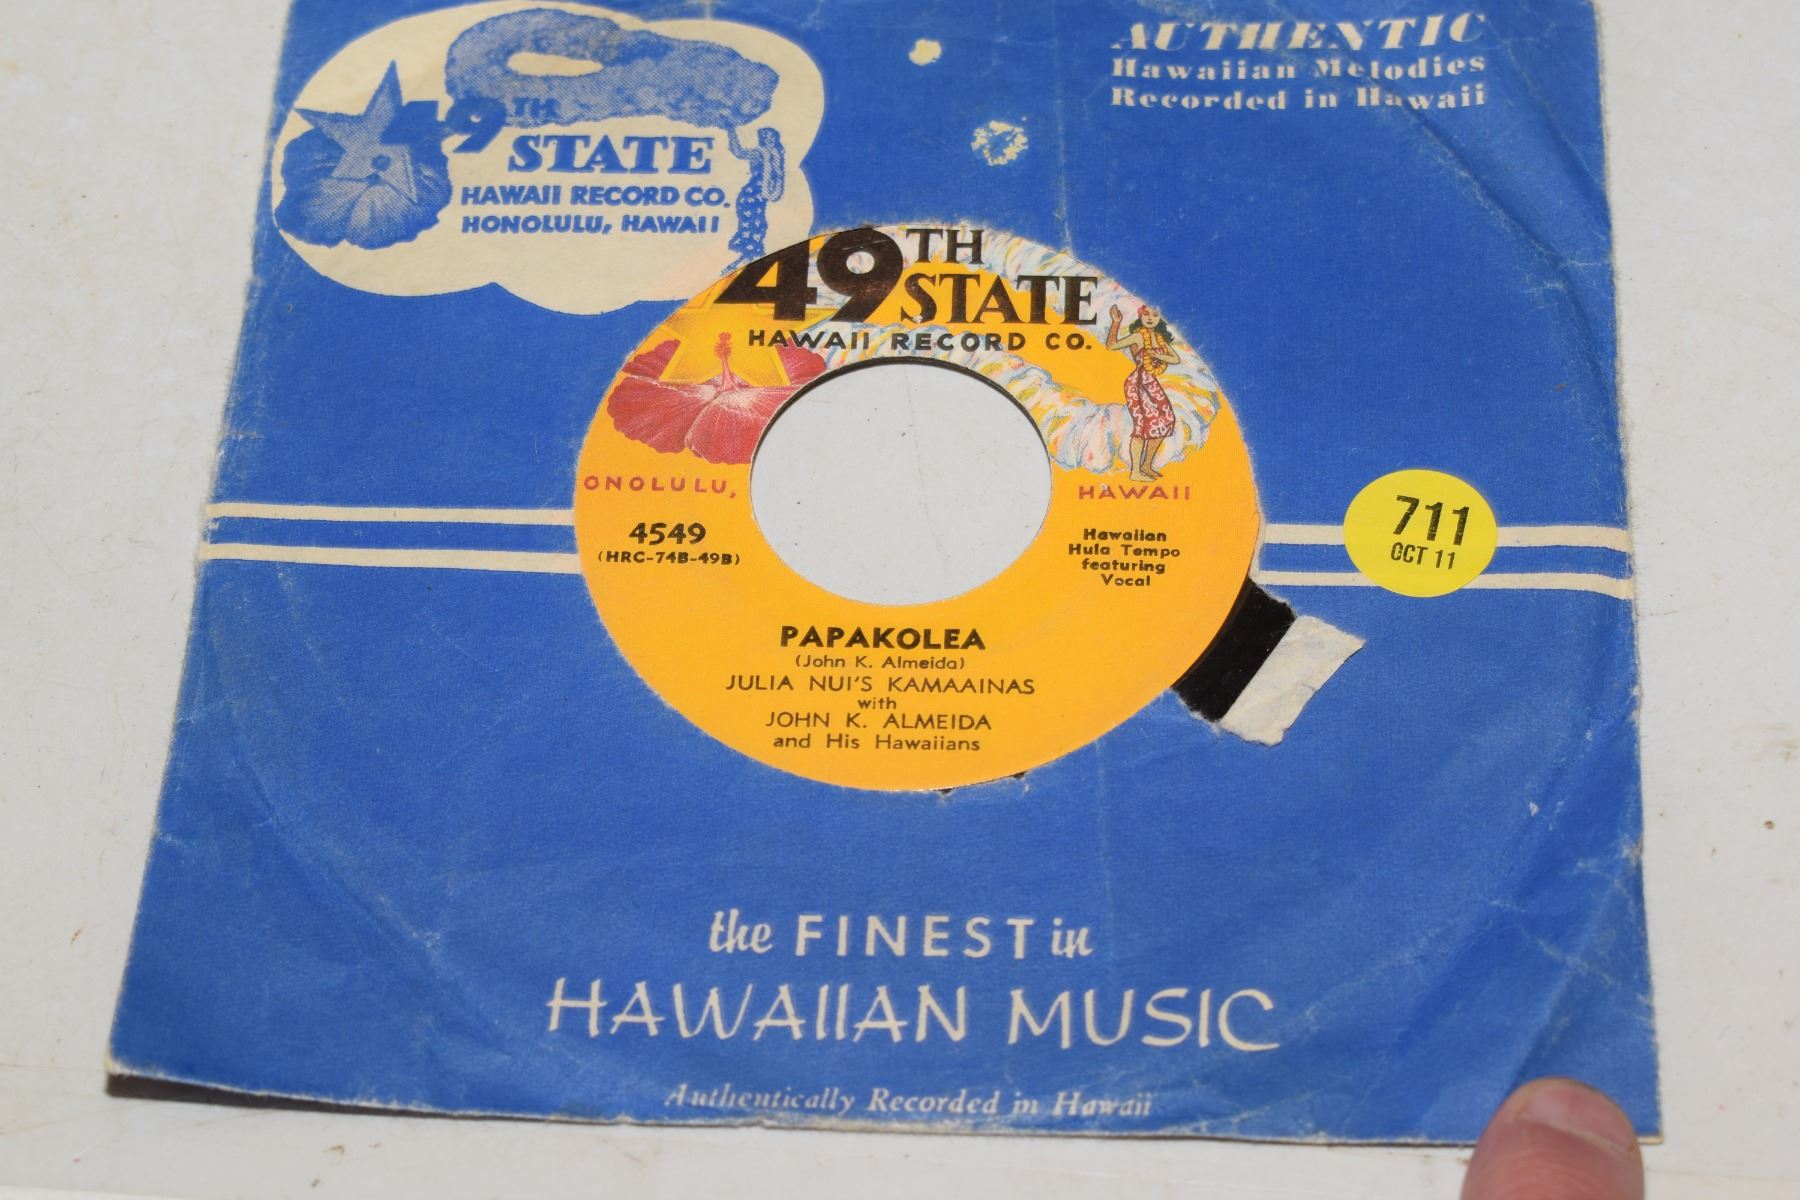 49TH
STATE
HAWAII RECORD CO.
HONOLULU, HAWAII
AUTHENTIC
Hawaiian Melodies
Recorded in Hawaii
49TH
STATE
HAWAII RECORD CO.
ONOLULU, HAWAII
4549
(HRC-74B-49B)
Hawaiian
Hula Tempo
featuring
Vocal
PAPAKOLEA
(John K. Almeida)
JULIA NUI'S KAMAAINAS
with
JOHN K. ALMEIDA
and His Hawaiians
711
OCT 11
the FINEST in
HAWAIIAN MUSIC
Authentically Recorded in Hawaii